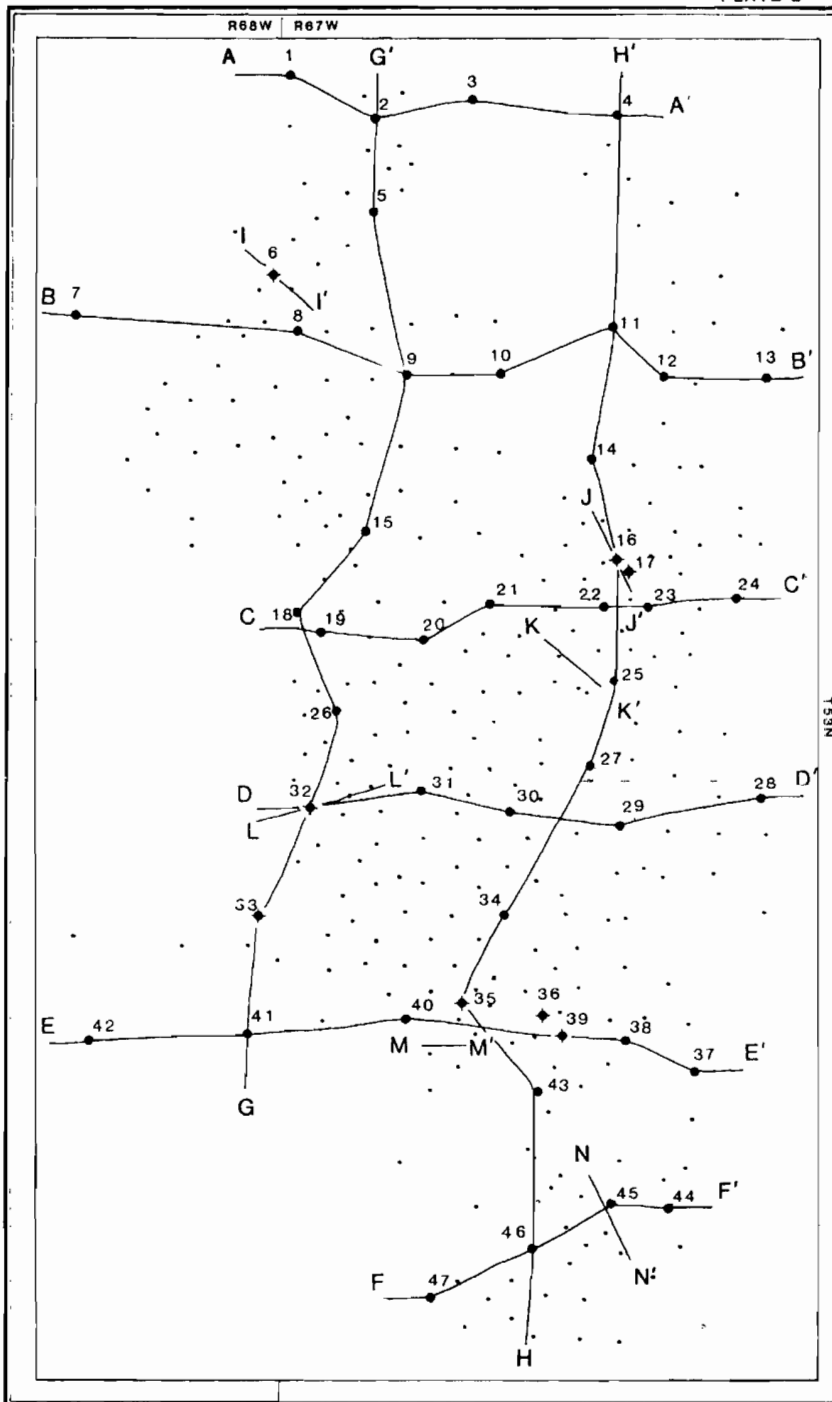 R68W R67W
A 1 G' H'
2 3 4 A'
5
I 6
I'
B 7 8 11
9 10 12 13 B'
14
J
15 16
17
18 21 22 23 24 C'
C 19 20 K J'
25
K'
26 27
T53N
D 32 L' 31 30 28 D'
L 29
33 34
35 36
E 42 41 40 39 38
M M' 37 E'
G 43
N
45 44 F'
46
F 47 N'
H